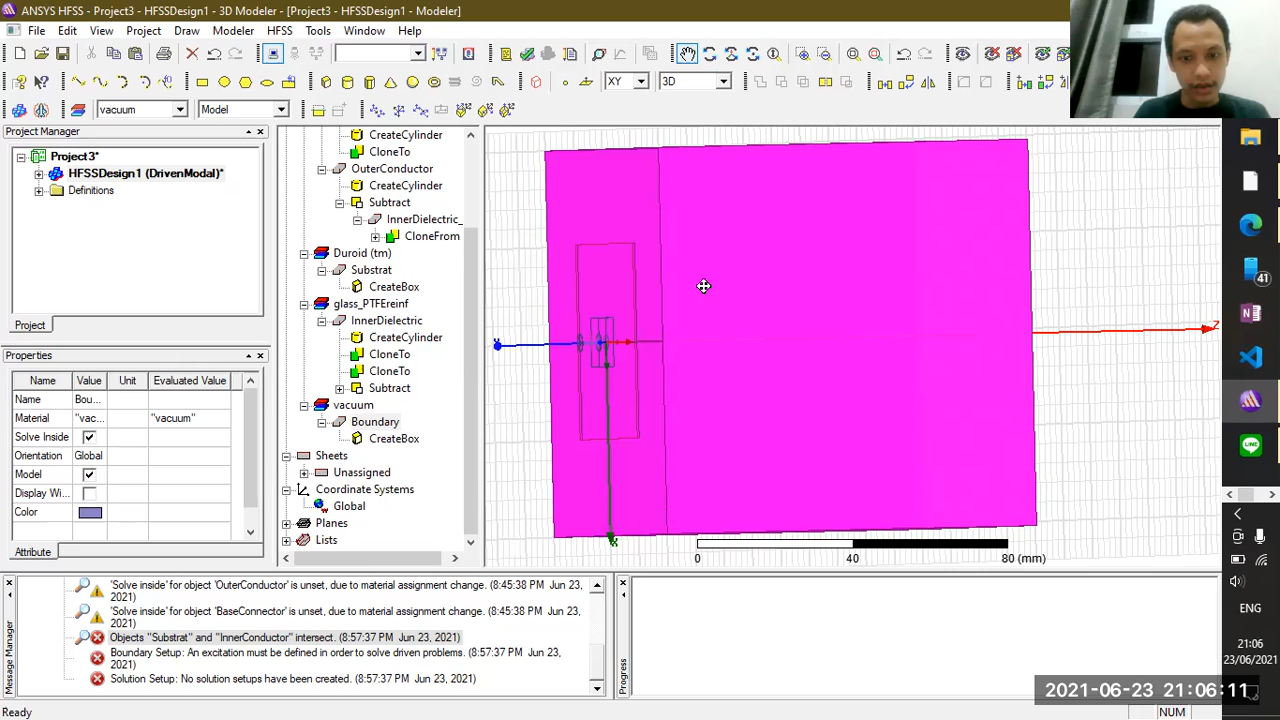 ANSYS HFSS - Project3 - HFSSDesign1 - 3D Modeler - [Project3 - HFSSDesign1 - Modeler]
File Edit View Project Draw Modeler HFSS Tools Window Help
XY 3D
vacuum Model
Project Manager
Project3*
HFSSDesign1 (DrivenModal)*
Definitions
Project
Properties
Name Value Unit Evaluated Value
Name Bou...
Material "vac... "vacuum"
Solve Inside
Orientation Global
Model
Display Wi...
Color
Attribute
CreateCylinder
CloneTo
OuterConductor
CreateCylinder
Subtract
InnerDielectric_
CreateCylinder
CloneFrom
Duroid (tm)
Substrat
CreateBox
glass_PTFEreinf
InnerDielectric
CreateCylinder
CloneTo
CloneTo
Subtract
vacuum
Boundary
CreateBox
Sheets
Unassigned
Coordinate Systems
Global
Planes
Lists
Z
0 40 80 (mm)
Message Manager
'Solve inside' for object 'OuterConductor' is unset, due to material assignment change. (8:45:38 PM Jun 23,
2021)
'Solve inside' for object 'BaseConnector' is unset, due to material assignment change. (8:45:38 PM Jun 23,
2021)
Objects "Substrat" and "InnerConductor" intersect. (8:57:37 PM Jun 23, 2021)
Boundary Setup: An excitation must be defined in order to solve driven problems. (8:57:37 PM Jun 23,
2021)
Solution Setup: No solution setups have been created. (8:57:37 PM Jun 23, 2021)
Progress
Ready
NUM
41
ENG
21:06
23/06/2021
2021-06-23 21:06:11